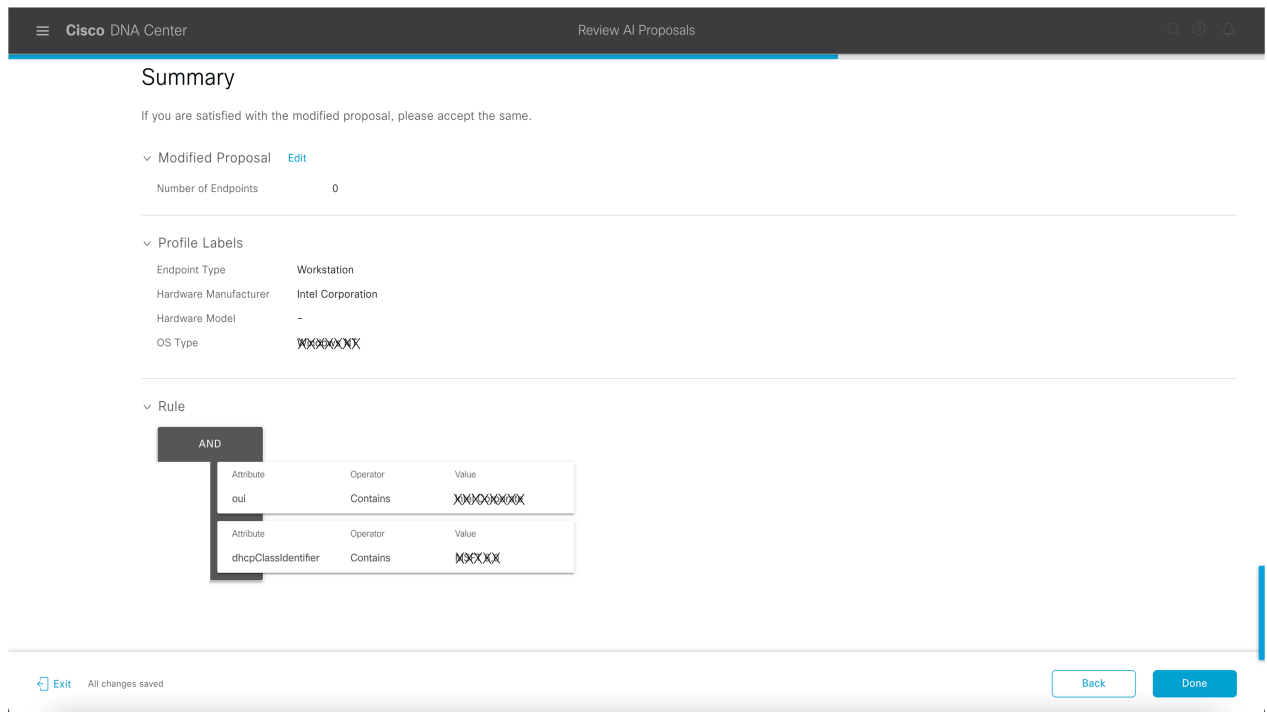 Cisco DNA Center
Review AI Proposals
Summary
If you are satisfied with the modified proposal, please accept the same.
Modified Proposal Edit
Number of Endpoints 0
Profile Labels
Endpoint Type Workstation
Hardware Manufacturer Intel Corporation
Hardware Model -
OS Type
Rule
AND
Attribute Operator Value
oui Contains
Attribute Operator Value
dhcpClassIdentifier Contains
Exit All changes saved Back Done